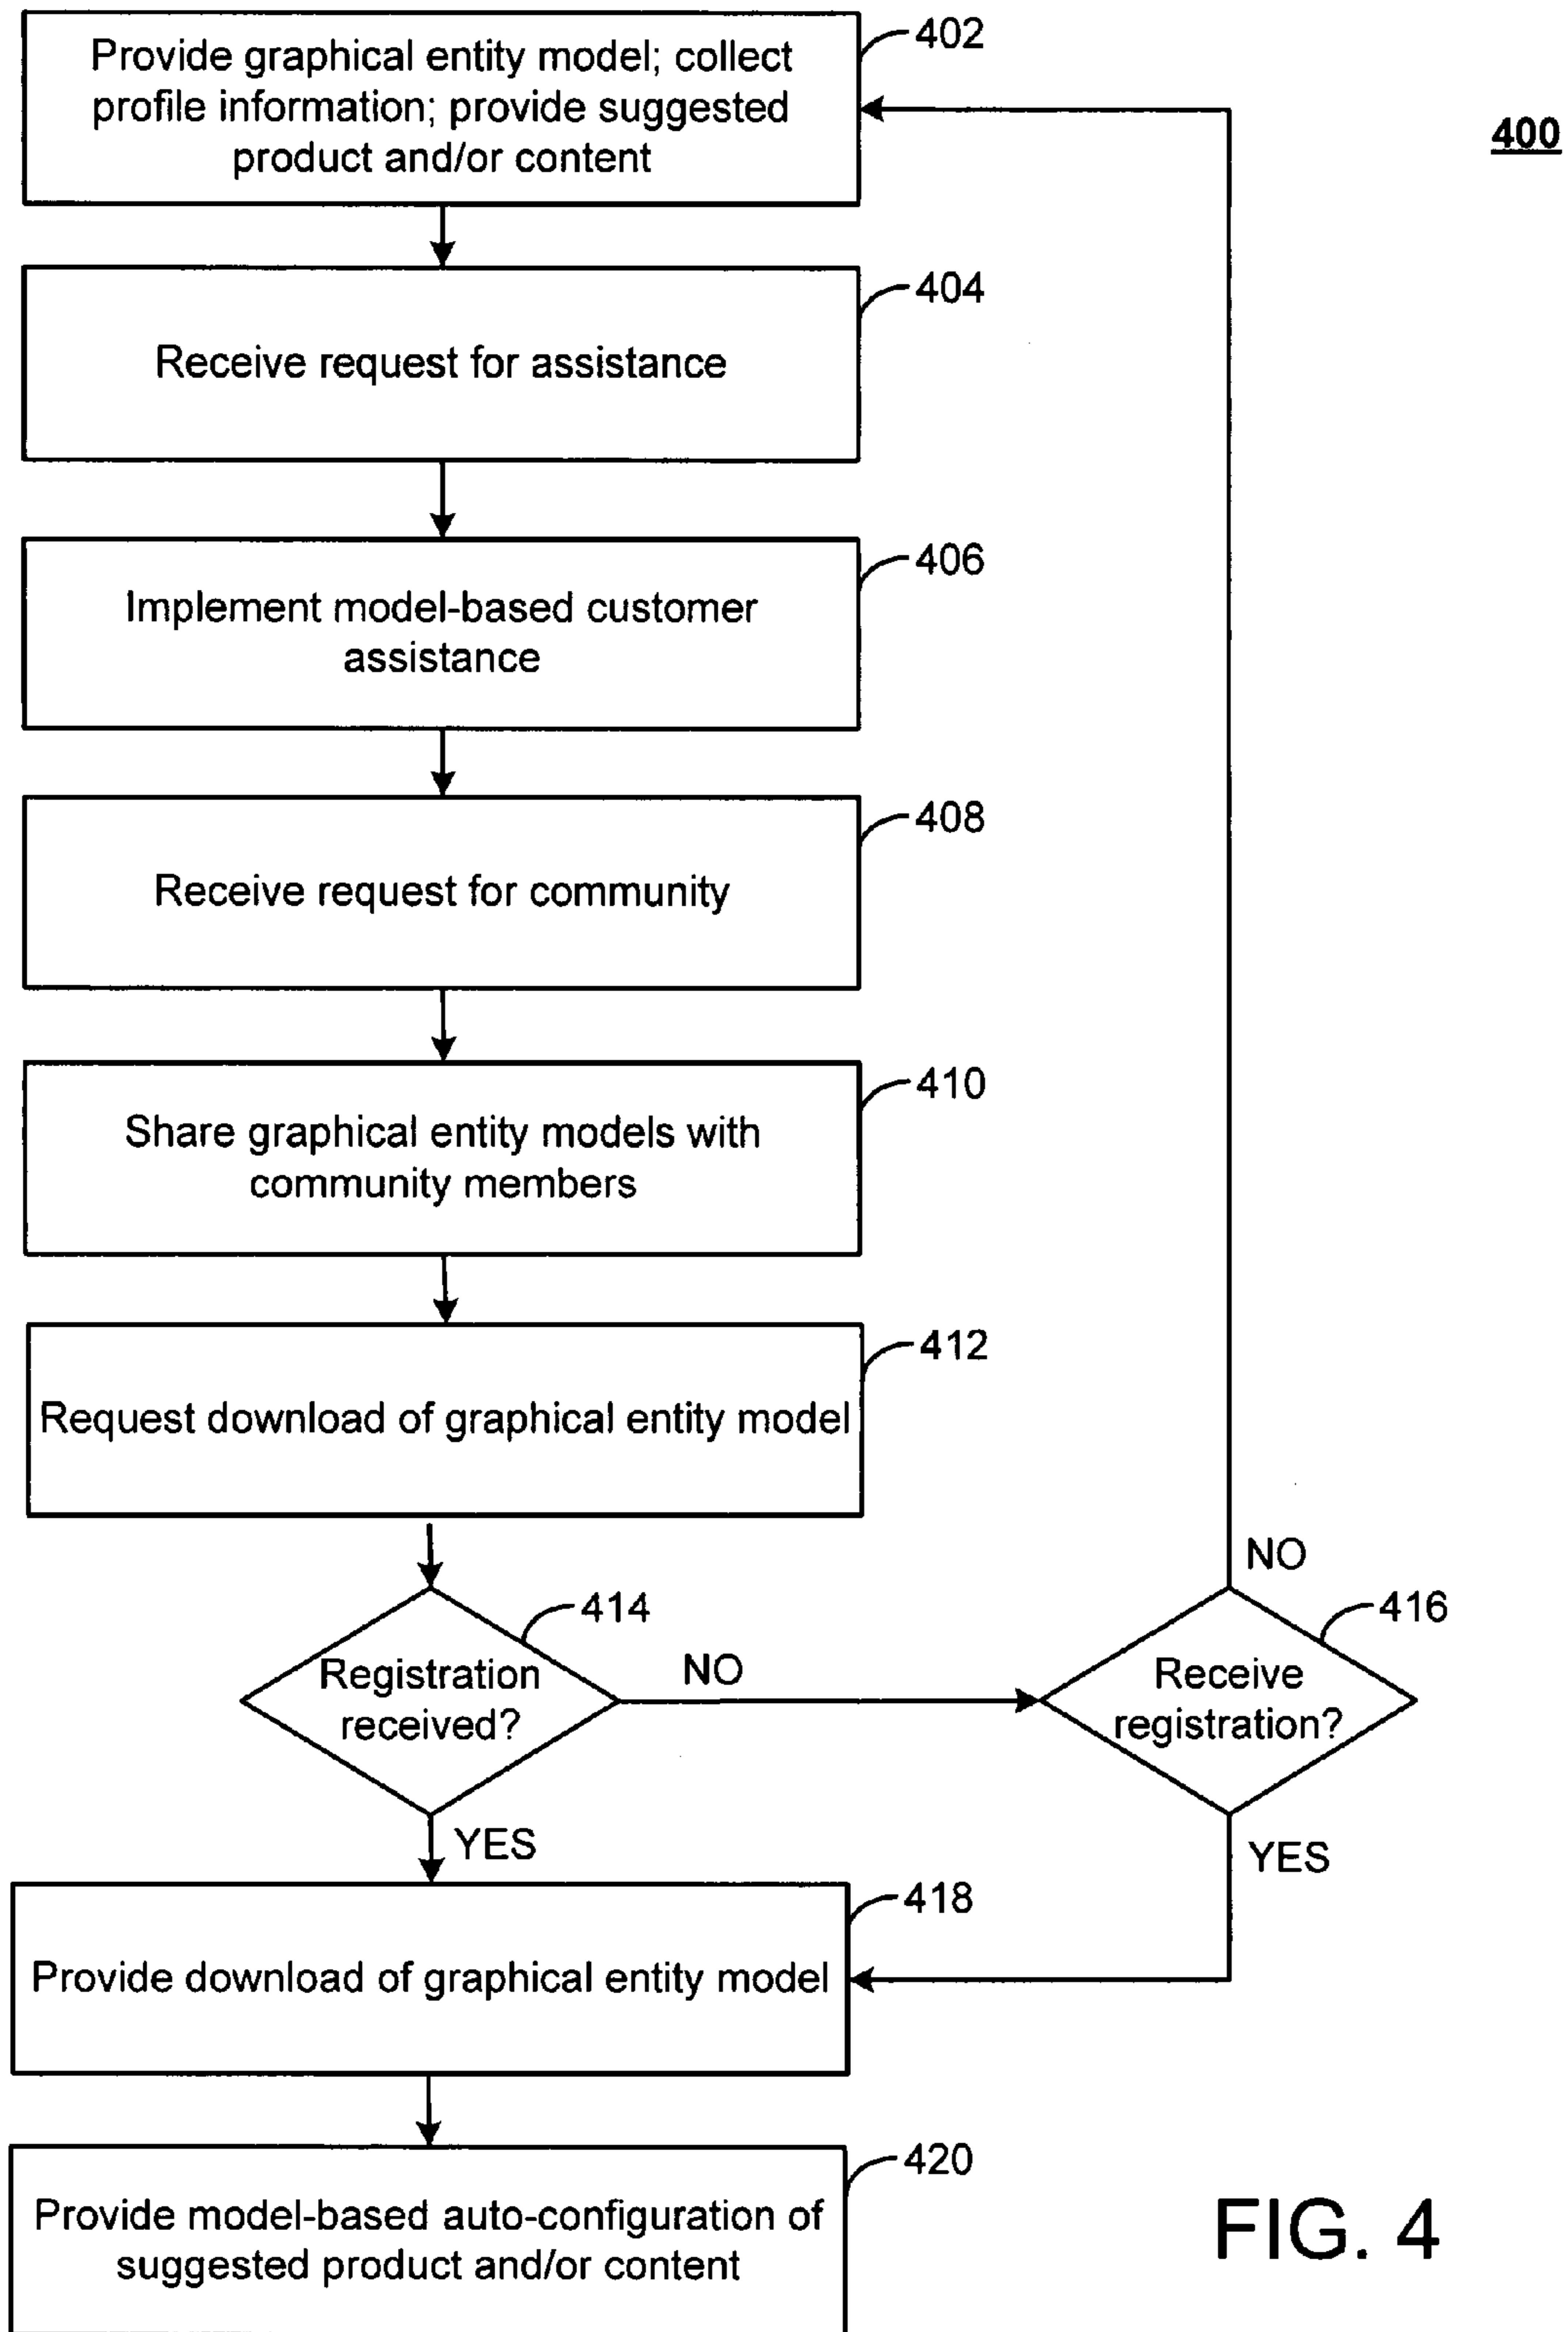 Provide graphical entity model; collect
profile information; provide suggested
product and/or content
402
400
Receive request for assistance
404
Implement model-based customer
assistance
406
Receive request for community
408
Share graphical entity models with
community members
410
Request download of graphical entity model
412
Registration
received?
414
NO
Receive
registration?
416
NO
YES
YES
Provide download of graphical entity model
418
Provide model-based auto-configuration of
suggested product and/or content
420
FIG. 4